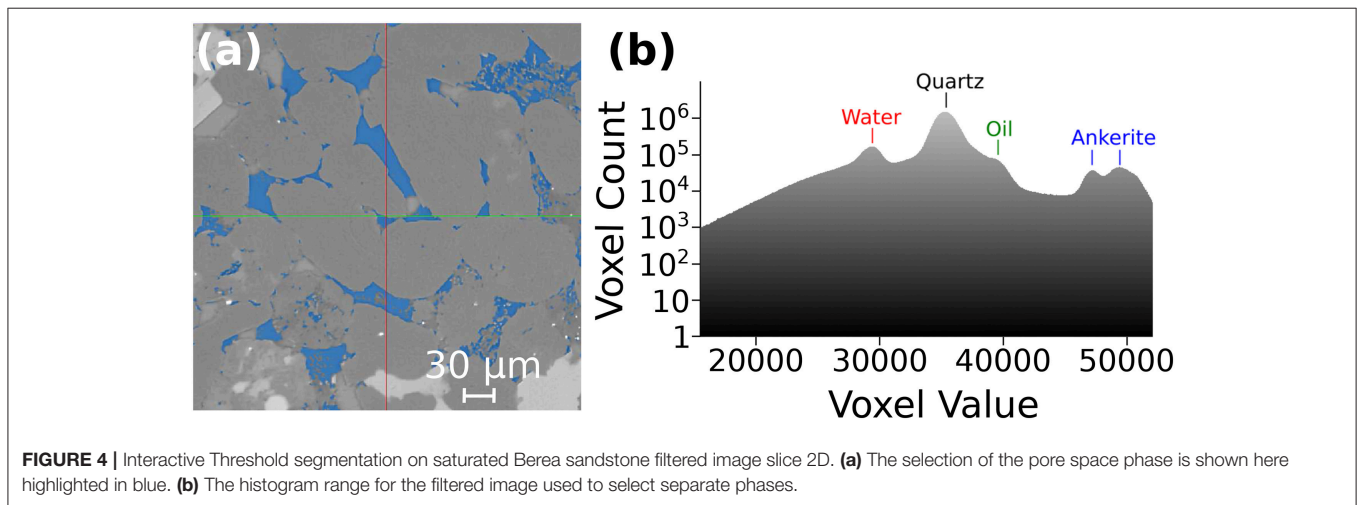 (a)
30 µm
(b)
Quartz
Water
Oil
Ankerite
Voxel Count
10⁶
10⁵
10⁴
10³
10²
10
1
20000 30000 40000 50000
Voxel Value
FIGURE 4 | Interactive Threshold segmentation on saturated Berea sandstone filtered image slice 2D. (a) The selection of the pore space phase is shown here
highlighted in blue. (b) The histogram range for the filtered image used to select separate phases.